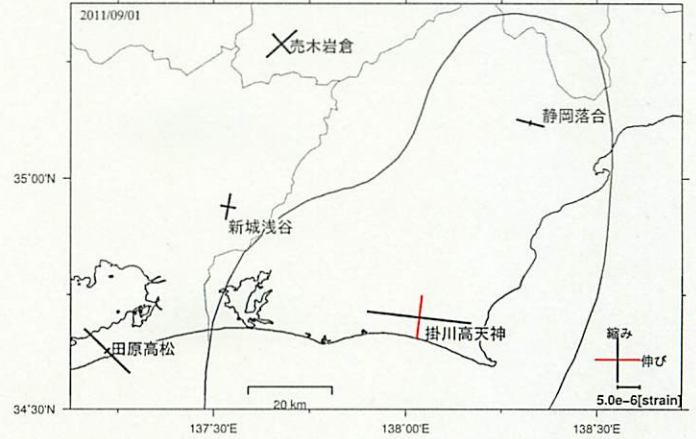 2011/09/01
売木岩倉
静岡落合
35°00'N
新城浅谷
掛川高天神
田原高松
縮み
伸び
5.0e-6[strain]
20 km
34°30'N
137°30'E
138°00'E
138°30'E